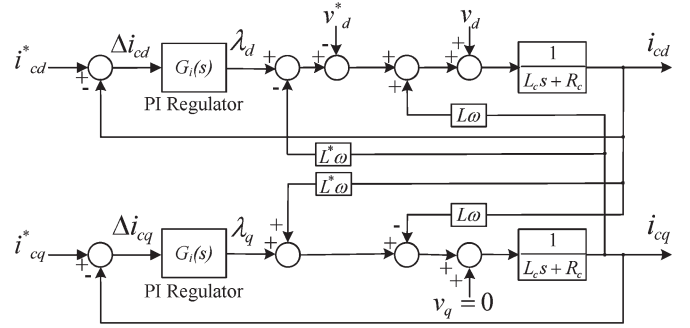 v*d
vd
i*cd
Δicd
Gi(s)
λd
1
Lcs + Rc
icd
+
-
+
-
+
-
+
+
+
+
PI Regulator
Lω
L*ω
L*ω
i*cq
Δicq
Gi(s)
λq
Lω
1
Lcs + Rc
icq
+
-
+
+
-
+
+
+
PI Regulator
vq = 0